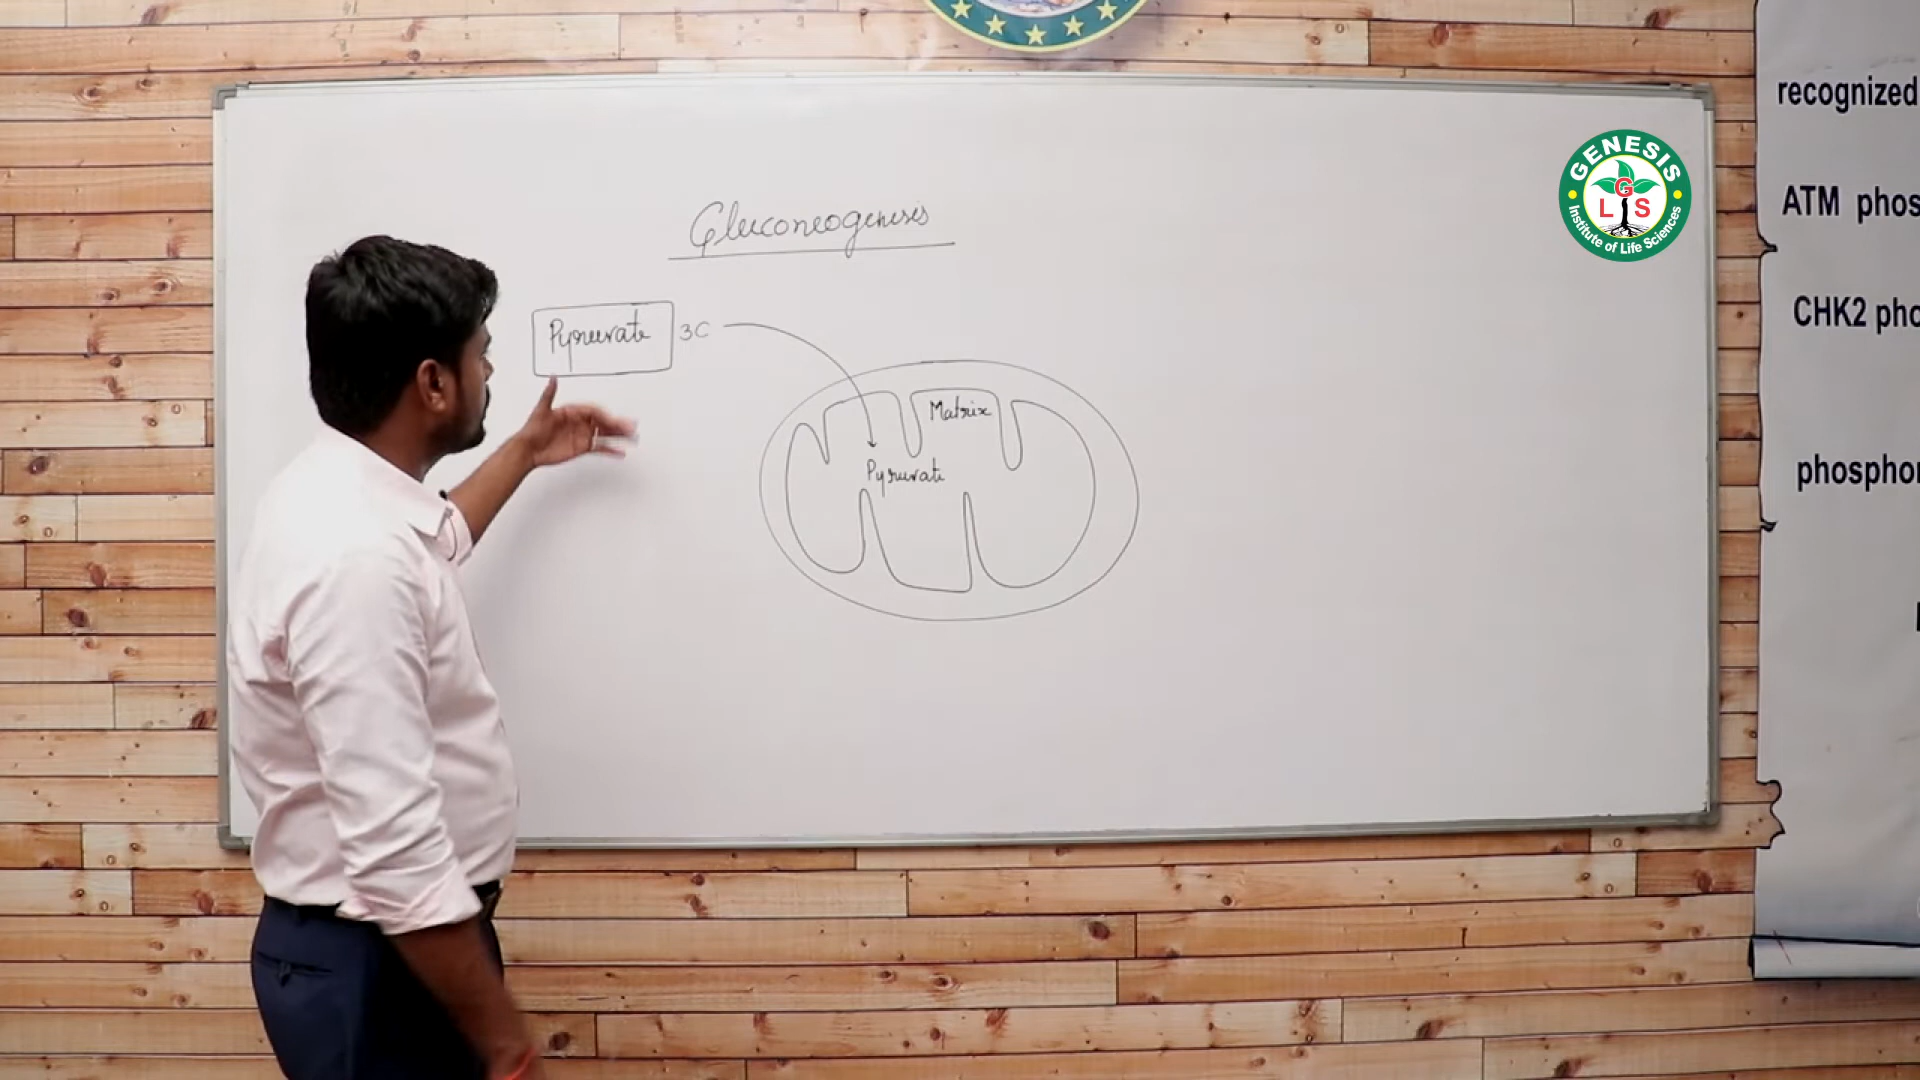 Gluconeogenesis
Pyruvate 3C
Matrix
Pyruvate
GENESIS
G
L S
Institute of Life Sciences
recognized
ATM phos
CHK2 pho
phosphor